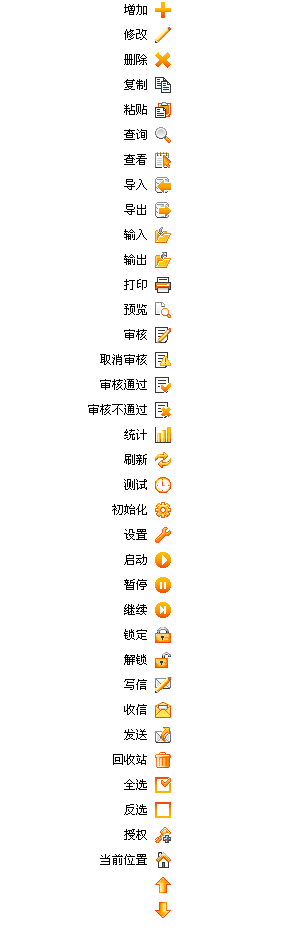 增加
修改
删除
复制
粘贴
查询
查看
导入
导出
输入
输出
打印
预览
审核
取消审核
审核通过
审核不通过
统计
刷新
测试
初始化
设置
启动
暂停
继续
锁定
解锁
写信
收信
发送
回收站
全选
反选
授权
当前位置